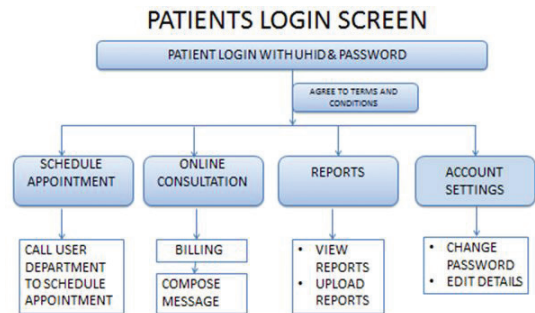 PATIENTS LOGIN SCREEN
PATIENT LOGIN WITH UHID & PASSWORD
AGREE TO TERMS AND
CONDITIONS
SCHEDULE
APPOINTMENT
ONLINE
CONSULTATION
REPORTS
ACCOUNT
SETTINGS
CALL USER
DEPARTMENT
TO SCHEDULE
APPOINTMENT
BILLING
COMPOSE
MESSAGE
• VIEW
REPORTS
• UPLOAD
REPORTS
• CHANGE
PASSWORD
• EDIT DETAILS